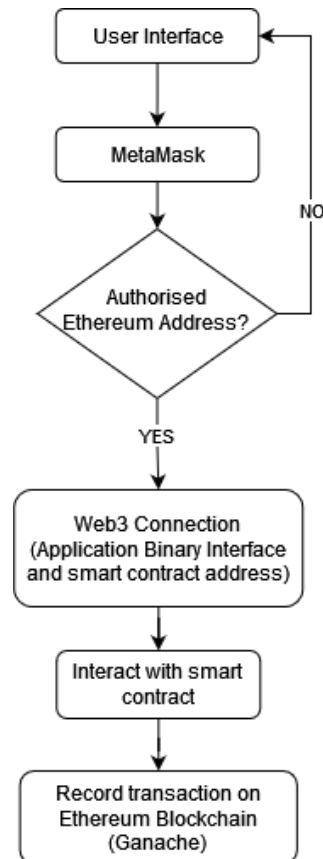 User Interface
MetaMask
NO
Authorised
Ethereum Address?
YES
Web3 Connection
(Application Binary Interface
and smart contract address)
Interact with smart
contract
Record transaction on
Ethereum Blockchain
(Ganache)